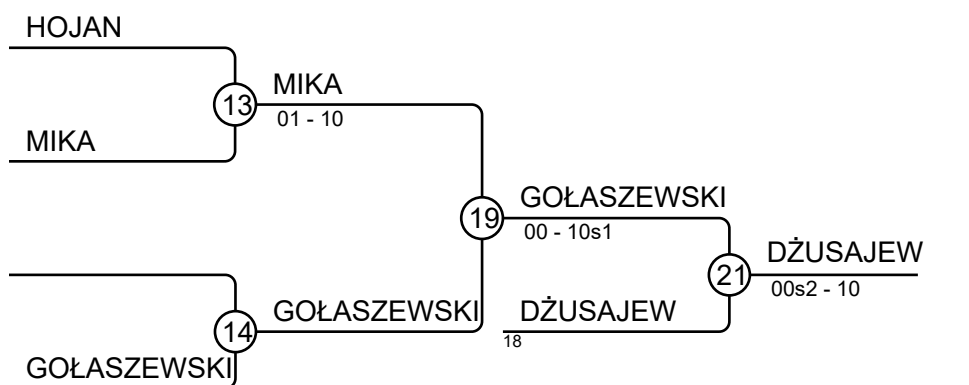 HOJAN
13
MIKA
01 - 10
MIKA
19
GOŁASZEWSKI
00 - 10s1
21
DŻUSAJEW
00s2 - 10
14
GOŁASZEWSKI
DŻUSAJEW
18
GOŁASZEWSKI